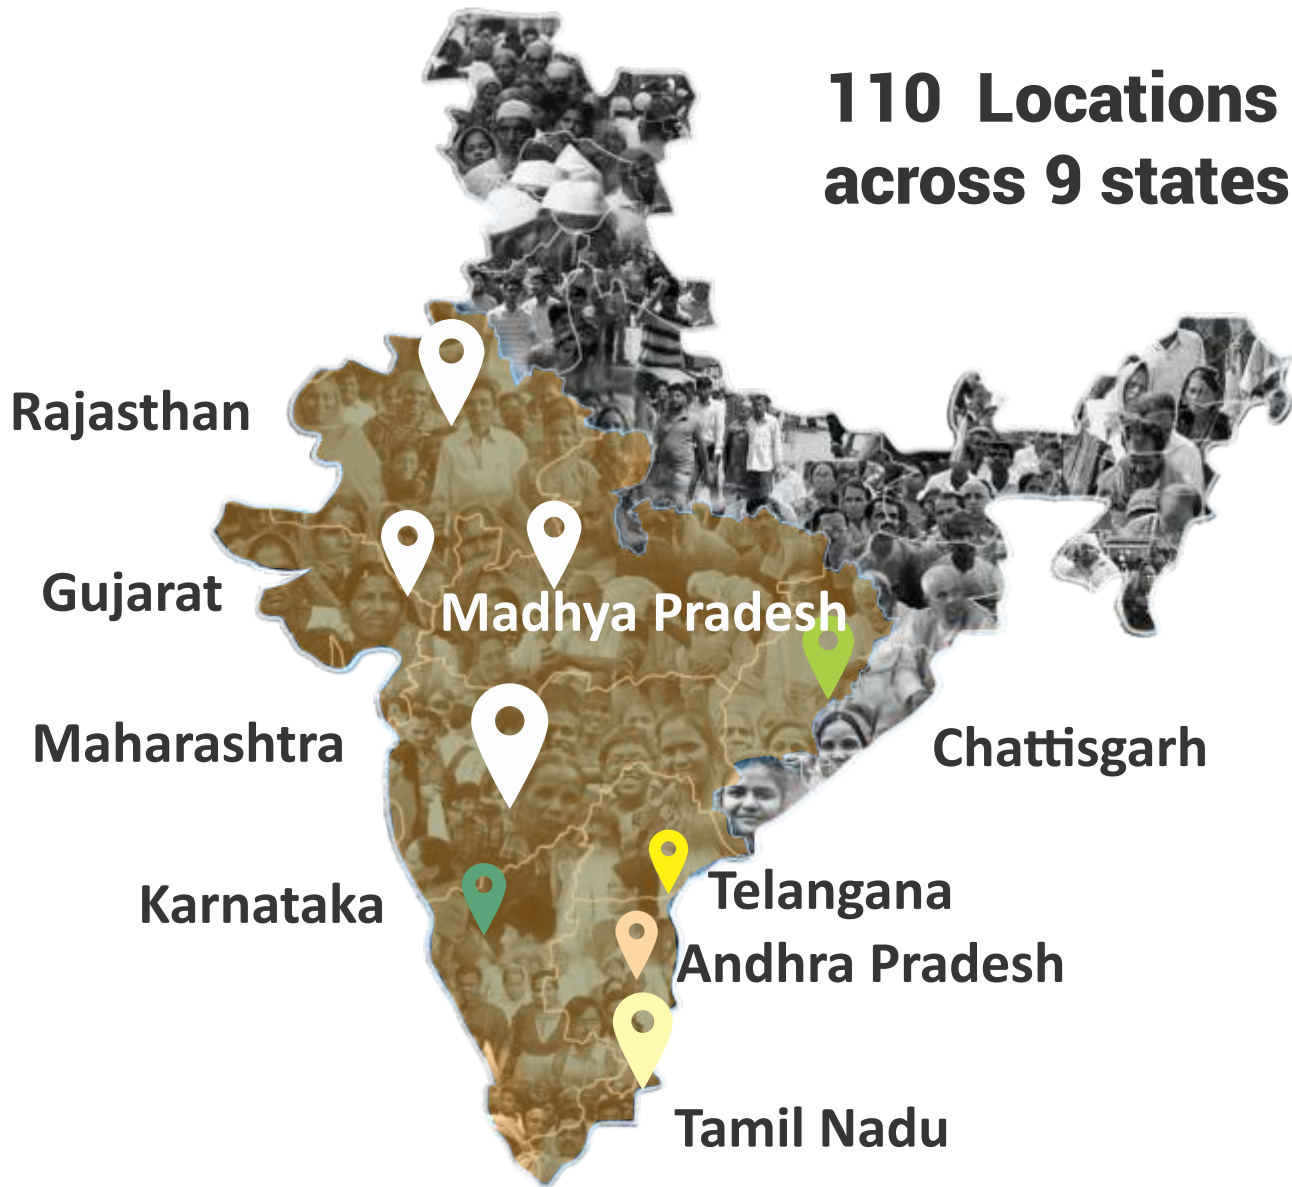 110 Locations
across 9 states
Rajasthan
Gujarat
Madhya Pradesh
Maharashtra
Chattisgarh
Karnataka
Telangana
Andhra Pradesh
Tamil Nadu